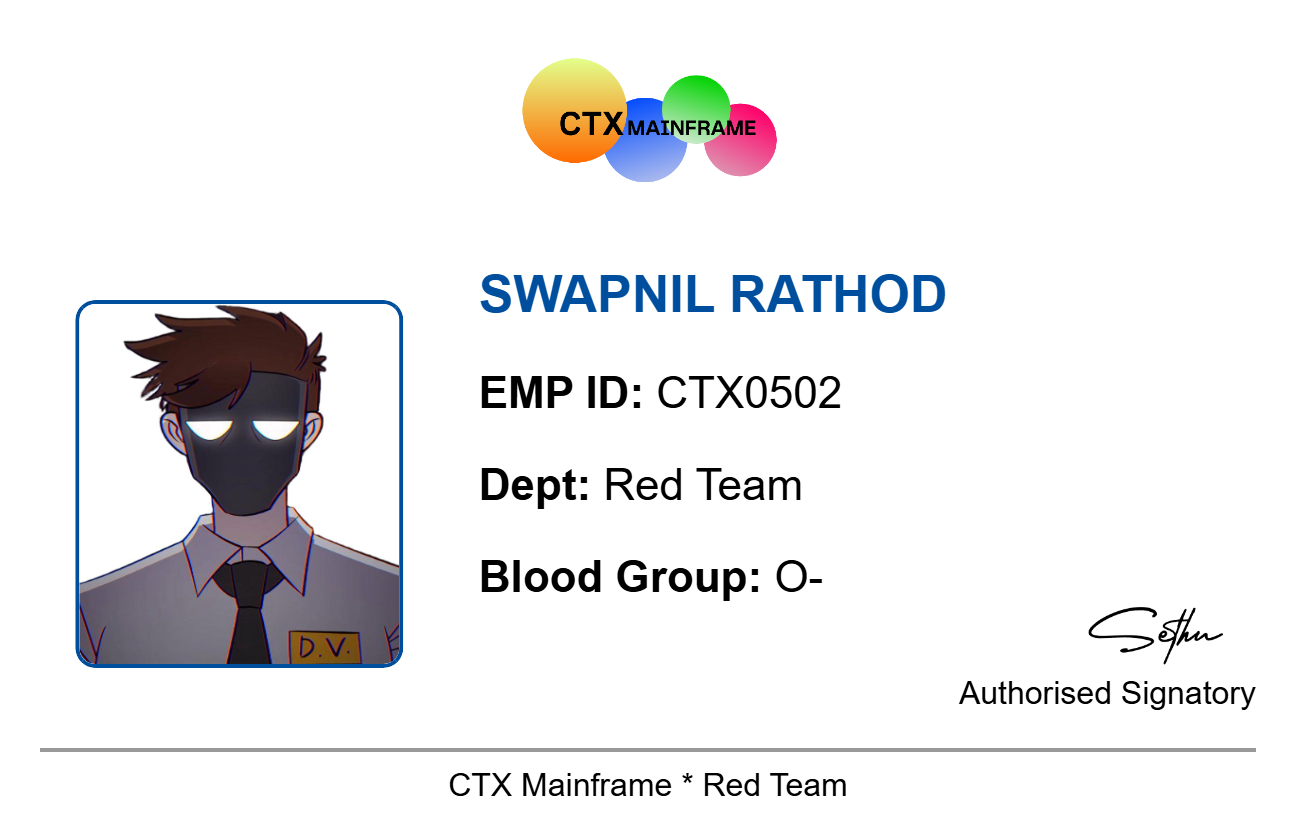 CTX MAINFRAME
SWAPNIL RATHOD
EMP ID: CTX0502
Dept: Red Team
Blood Group: O-
D.V.
Sethu
Authorised Signatory
CTX Mainframe * Red Team